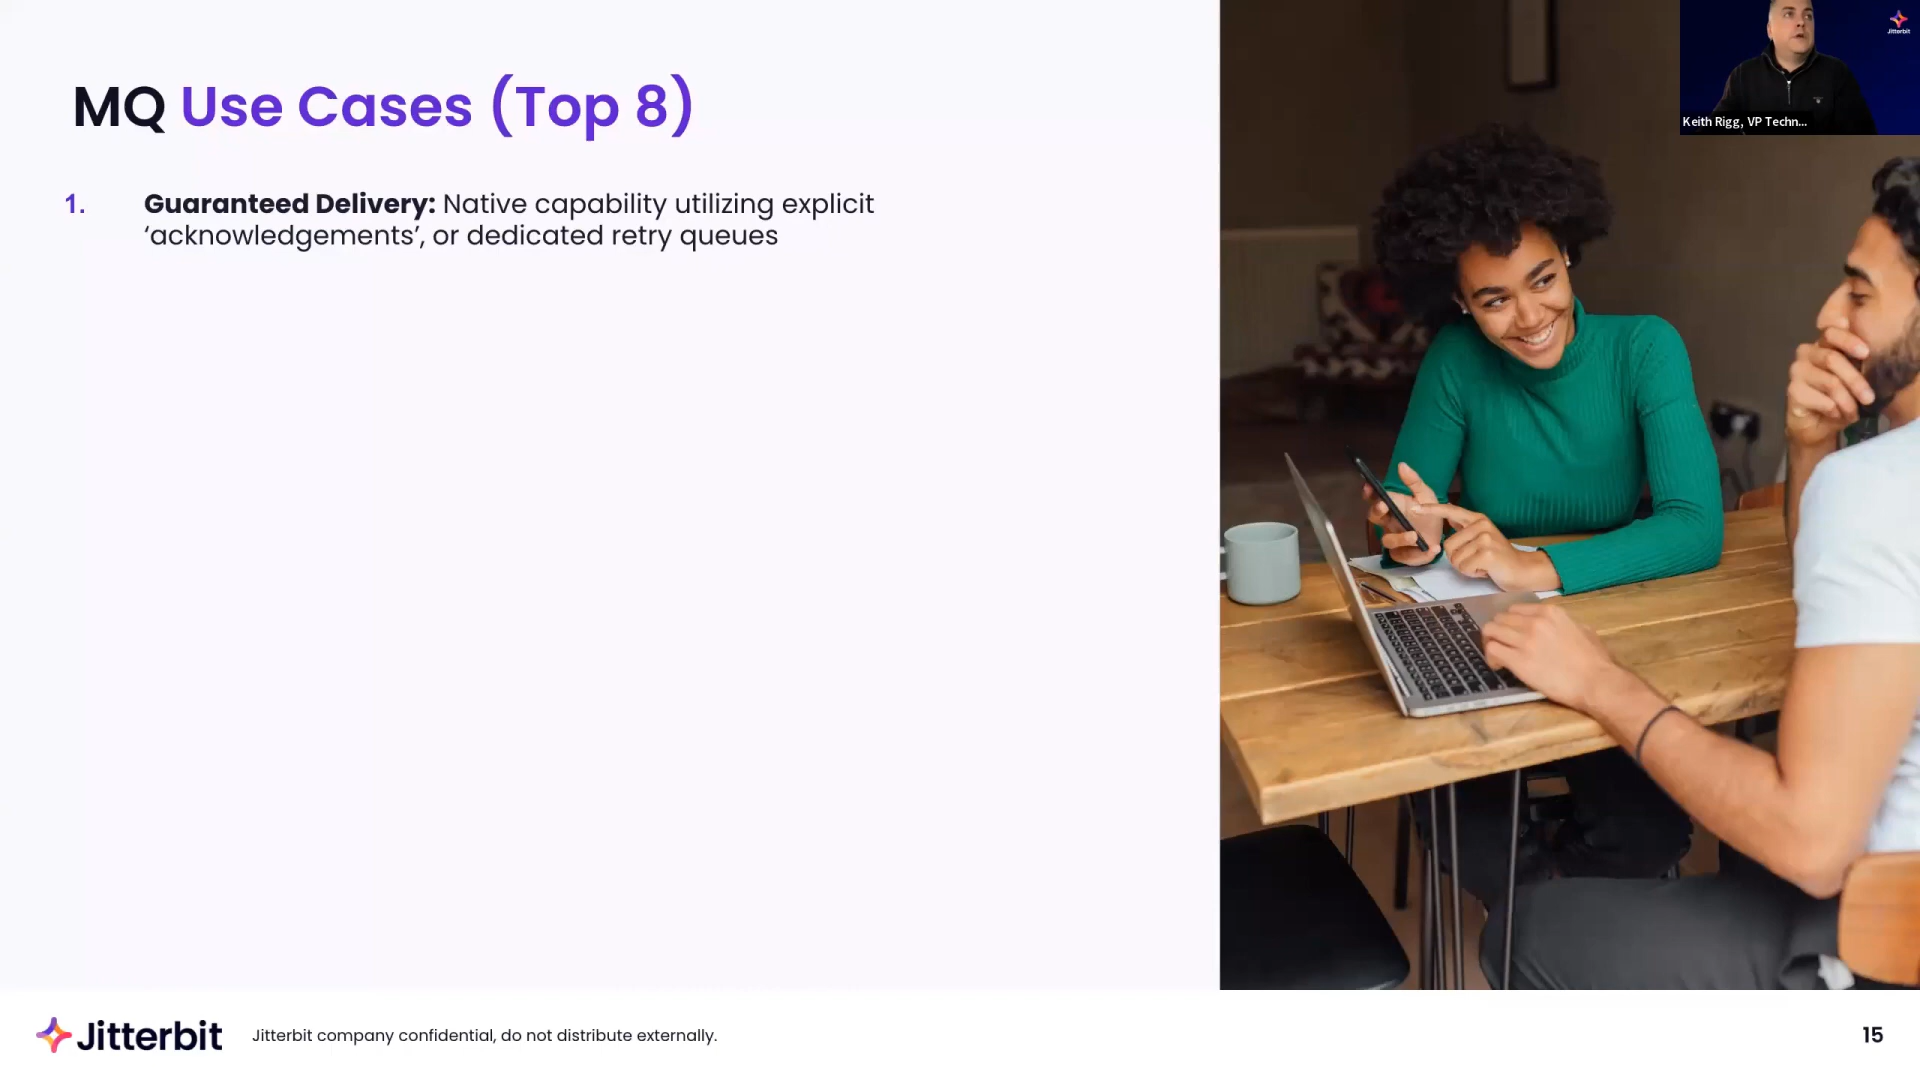 MQ Use Cases (Top 8)
1. Guaranteed Delivery: Native capability utilizing explicit
‘acknowledgements’, or dedicated retry queues
Jitterbit
Keith Rigg, VP Techn...
Jitterbit
Jitterbit company confidential, do not distribute externally.
15